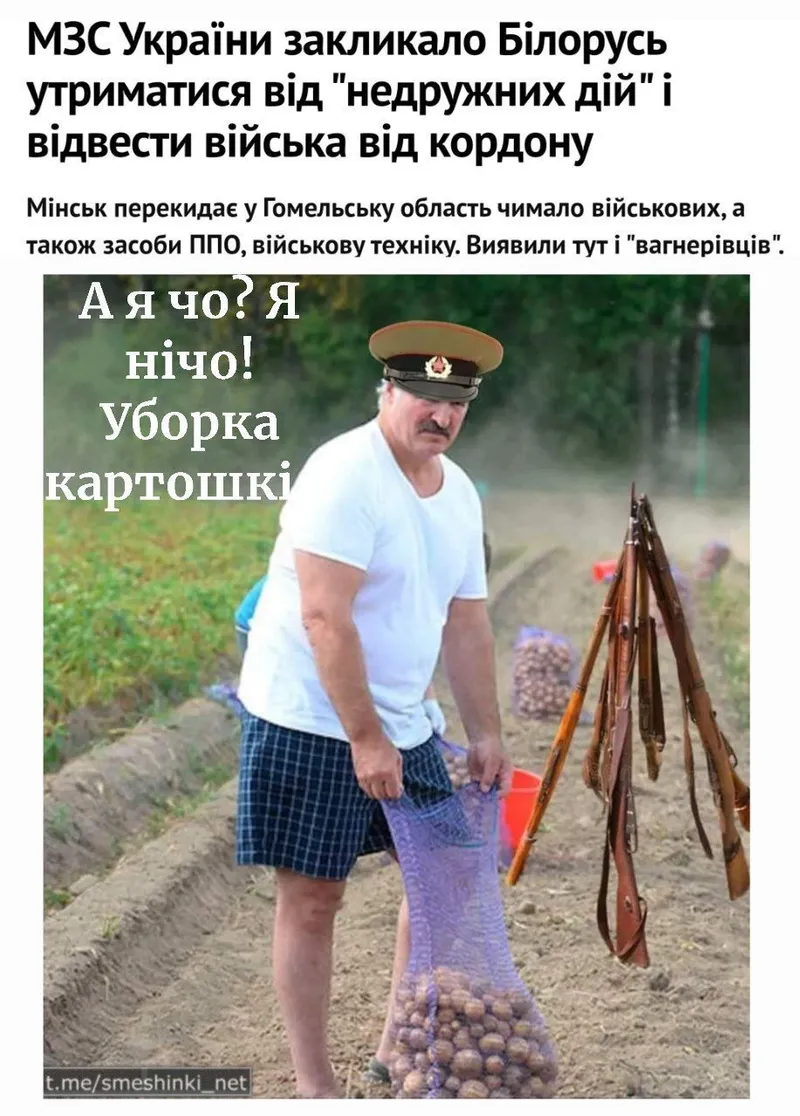 МЗС України закликало Білорусь
утриматися від "недружних дій" і
відвести війська від кордону
Мінськ перекидає у Гомельську область чимало військових, а
також засоби ППО, військову техніку. Виявили тут і "вагнерівців".
А я чо? Я
нічо!
Уборка
картошкі
t.me/smeshinki_net